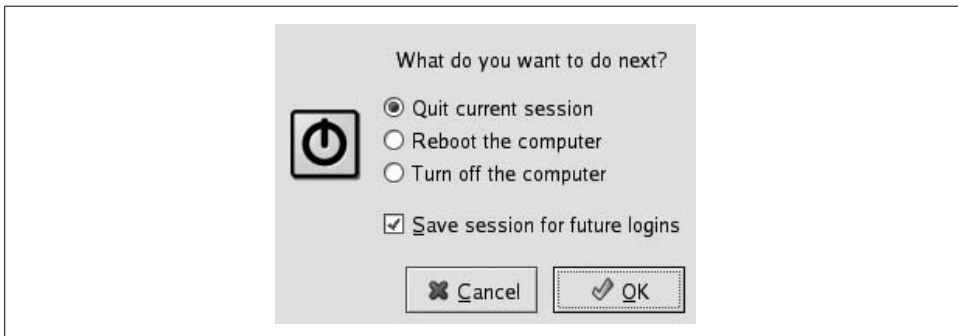 What do you want to do next?
Quit current session
Reboot the computer
Turn off the computer
Save session for future logins
Cancel
OK